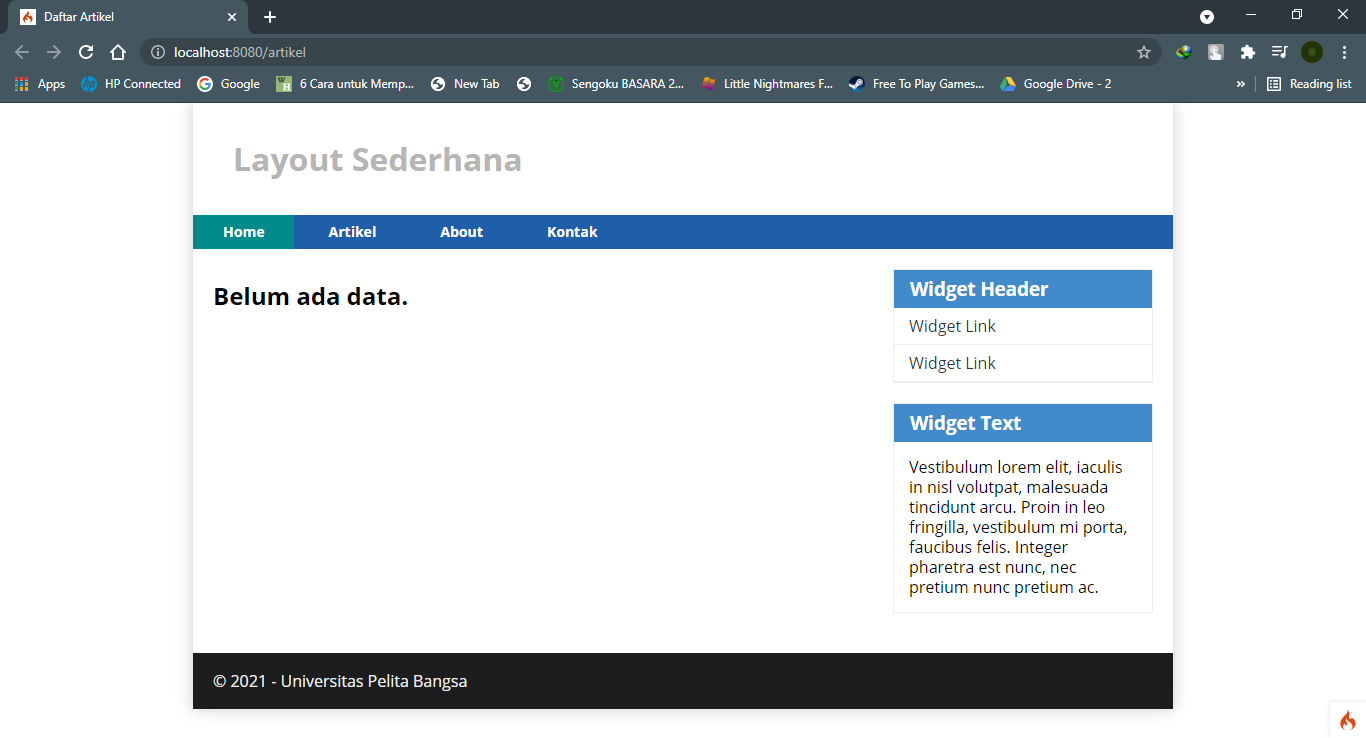 Daftar Artikel
localhost:8080/artikel
Apps HP Connected Google 6 Cara untuk Memp... New Tab Sengoku BASARA 2... Little Nightmares F... Free To Play Games... Google Drive - 2 » Reading list
Layout Sederhana
Home Artikel About Kontak
Belum ada data.
Widget Header
Widget Link
Widget Link
Widget Text
Vestibulum lorem elit, iaculis
in nisl volutpat, malesuada
tincidunt arcu. Proin in leo
fringilla, vestibulum mi porta,
faucibus felis. Integer
pharetra est nunc, nec
pretium nunc pretium ac.
© 2021 - Universitas Pelita Bangsa